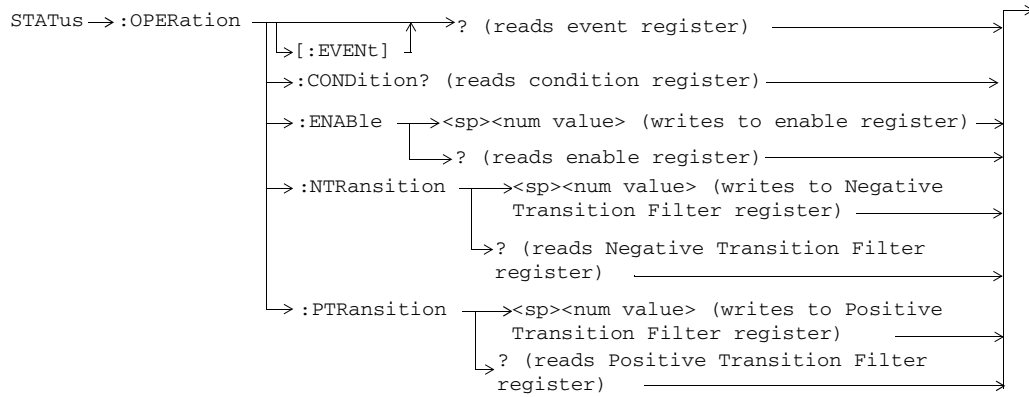 STATus :OPERation ? (reads event register)
[:EVENt]
:CONDition? (reads condition register)
:ENABle <sp><num value> (writes to enable register)
? (reads enable register)
:NTRansition <sp><num value> (writes to Negative
Transition Filter register)
? (reads Negative Transition Filter
register)
:PTRansition <sp><num value> (writes to Positive
Transition Filter register)
? (reads Positive Transition Filter
register)